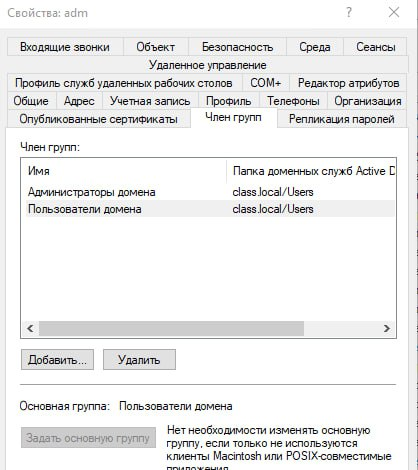 Свойства: adm ? ×
Входящие звонки Объект Безопасность Среда Сеансы
Удаленное управление
Профиль служб удаленных рабочих столов COM+ Редактор атрибутов
Общие Адрес Учетная запись Профиль Телефоны Организация
Опубликованные сертификаты Член групп Репликация паролей
Член групп:
Имя Папка доменных служб Active D
Администраторы домена class.local/Users
Пользователи домена class.local/Users
Добавить... Удалить
Основная группа: Пользователи домена
Задать основную группу Нет необходимости изменять основную
группу, если только не используются
клиенты Macintosh или POSIX-совместимые
приложения.